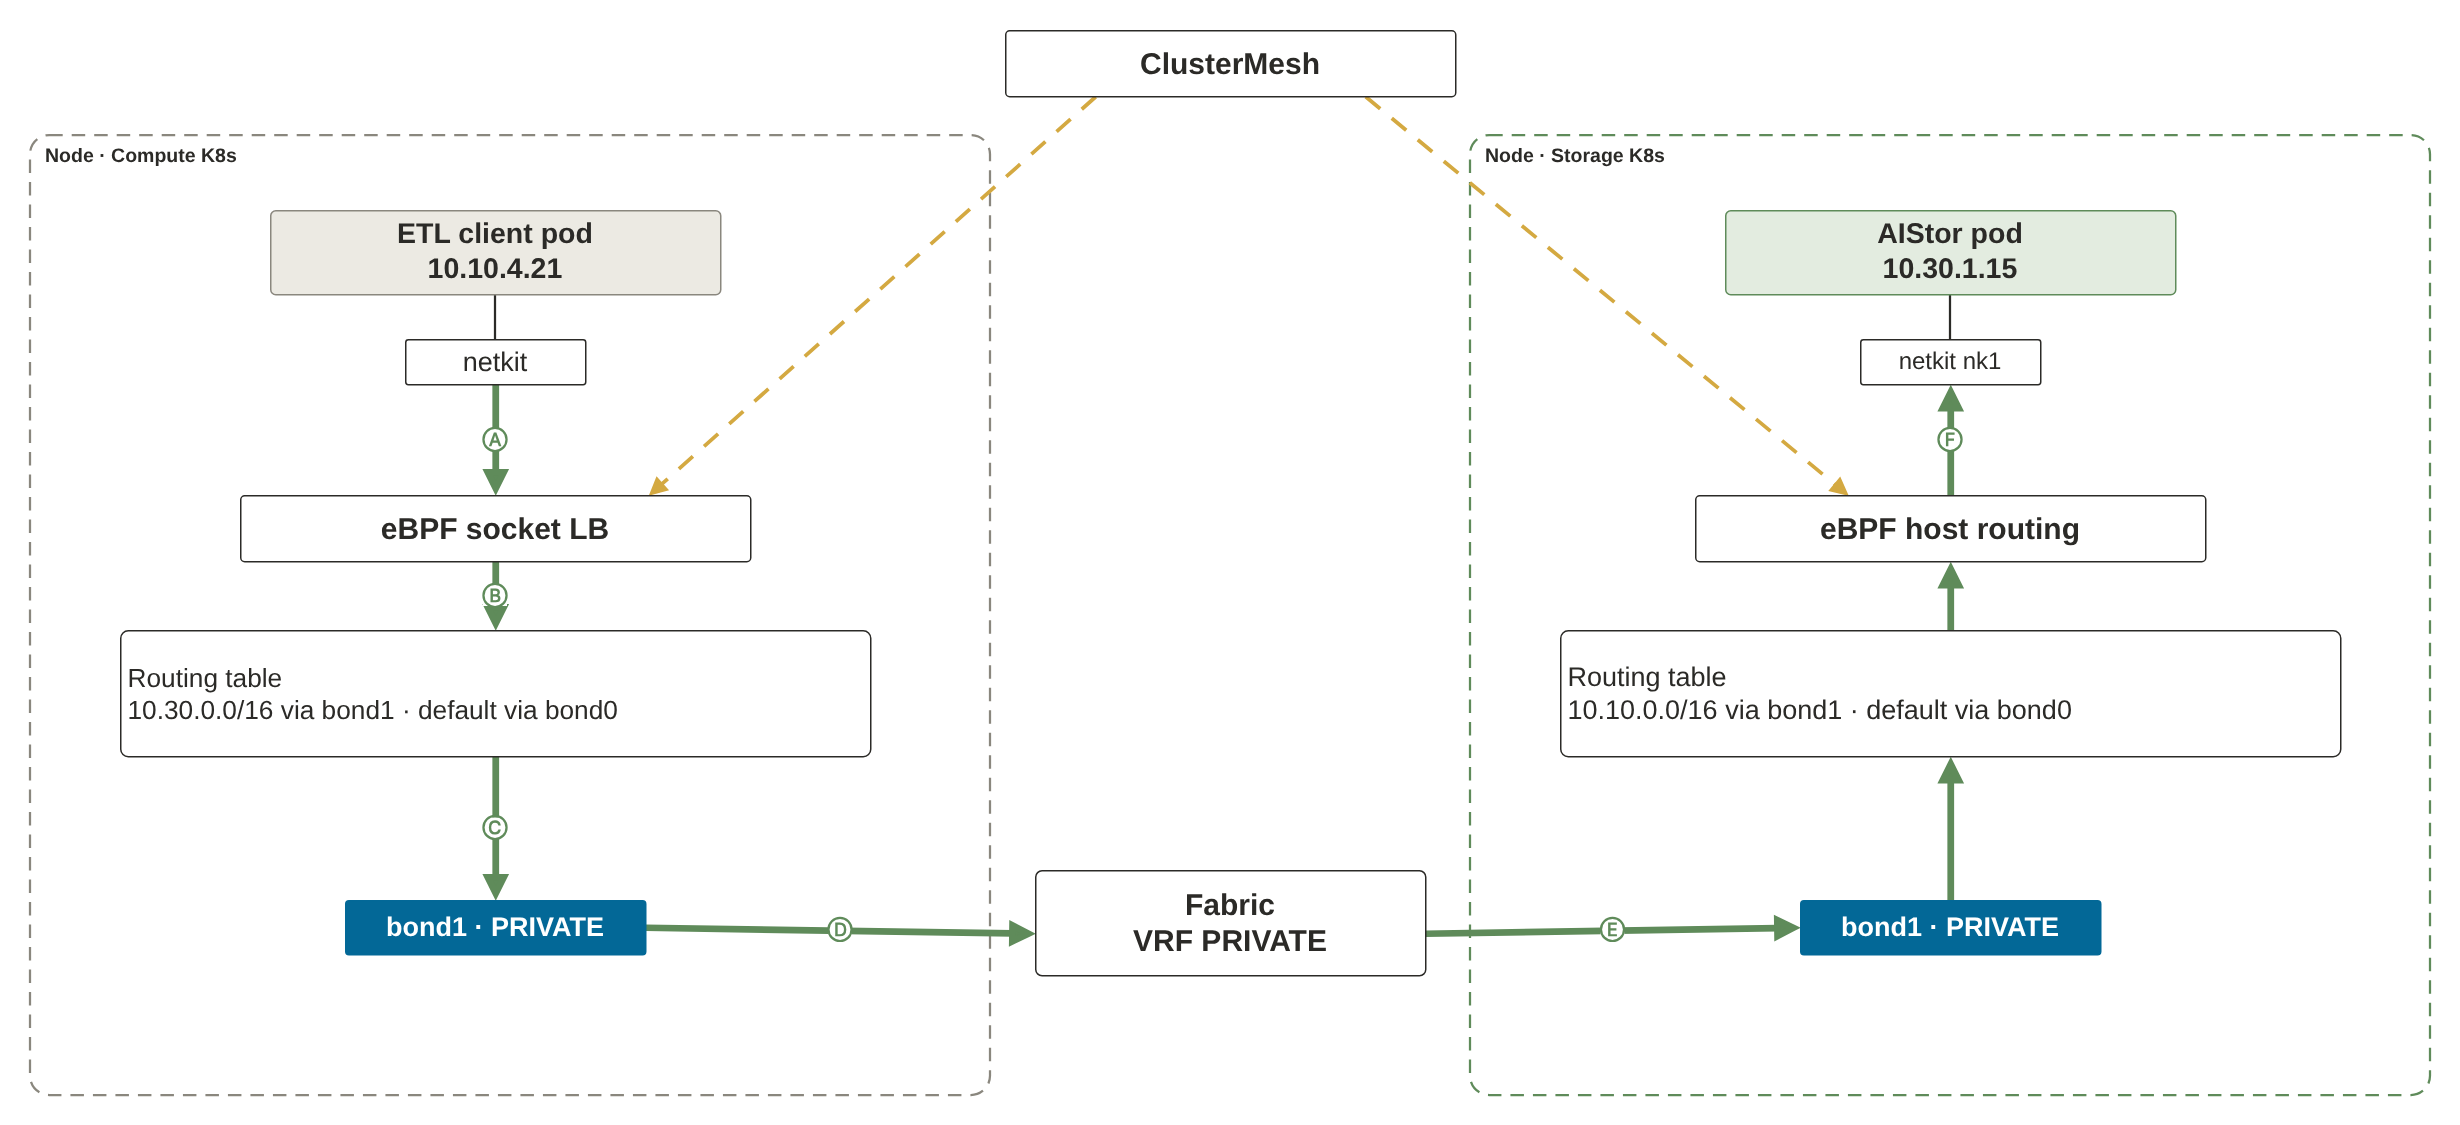 ClusterMesh
Node · Compute K8s
ETL client pod
10.10.4.21
netkit
Ⓐ
eBPF socket LB
Ⓑ
Routing table
10.30.0.0/16 via bond1 · default via bond0
Ⓒ
bond1 · PRIVATE
Ⓓ
Fabric
VRF PRIVATE
Ⓔ
Node · Storage K8s
AIStor pod
10.30.1.15
netkit nk1
Ⓕ
eBPF host routing
Routing table
10.10.0.0/16 via bond1 · default via bond0
bond1 · PRIVATE